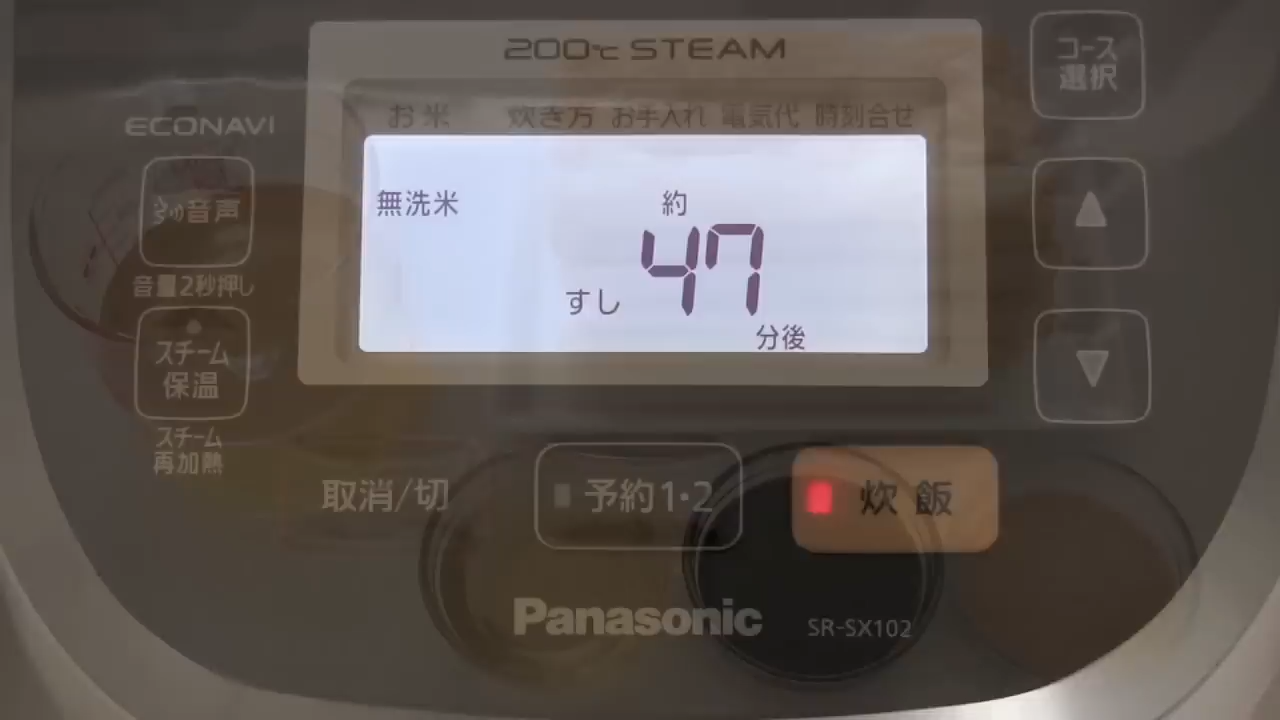 200℃ STEAM
コース
選択
お米 炊き方 お手入れ 電気代 時刻合せ
ECONAVI
音声
無洗米
約
47
すし
分後
音量2秒押し
スチーム
保温
スチーム
再加熱
取消/切
予約1・2
炊飯
Panasonic
SR-SX102